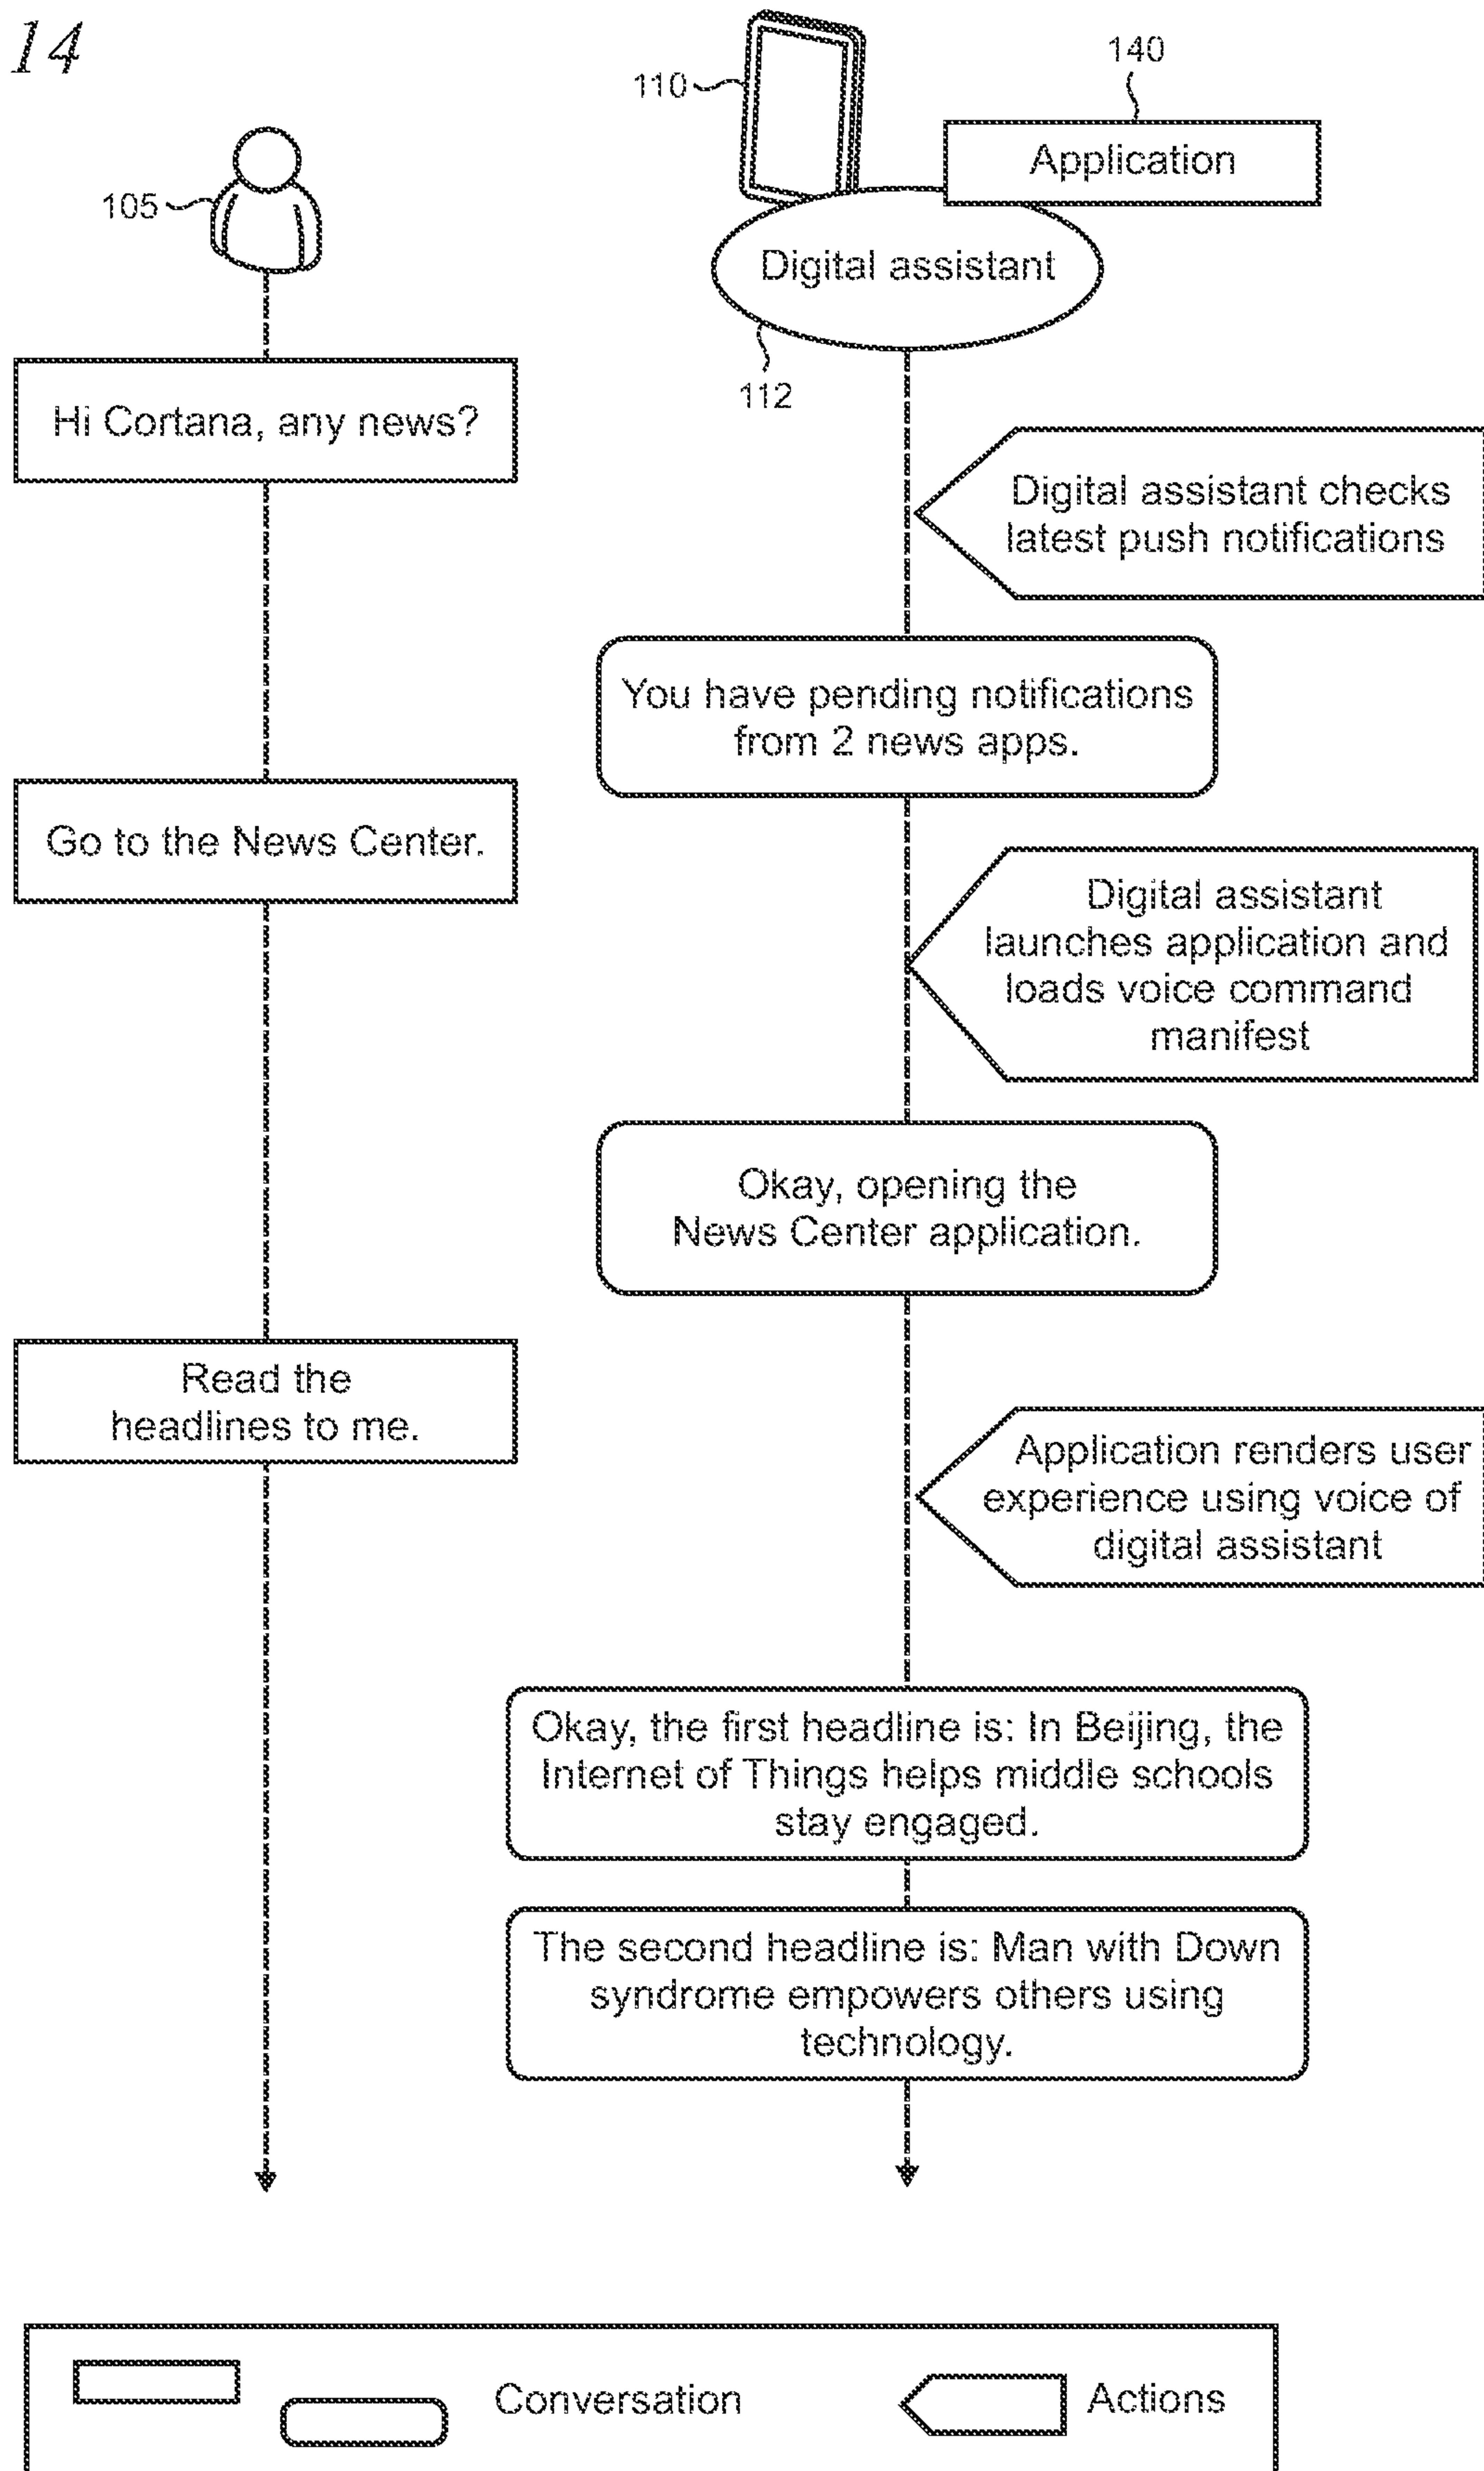 14
110
140
Application
105
Digital assistant
112
Hi Cortana, any news?
Digital assistant checks
latest push notifications
You have pending notifications
from 2 news apps.
Go to the News Center.
Digital assistant
launches application and
loads voice command
manifest
Okay, opening the
News Center application.
Read the
headlines to me.
Application renders user
experience using voice of
digital assistant
Okay, the first headline is: In Beijing, the
Internet of Things helps middle schools
stay engaged.
The second headline is: Man with Down
syndrome empowers others using
technology.
Conversation
Actions